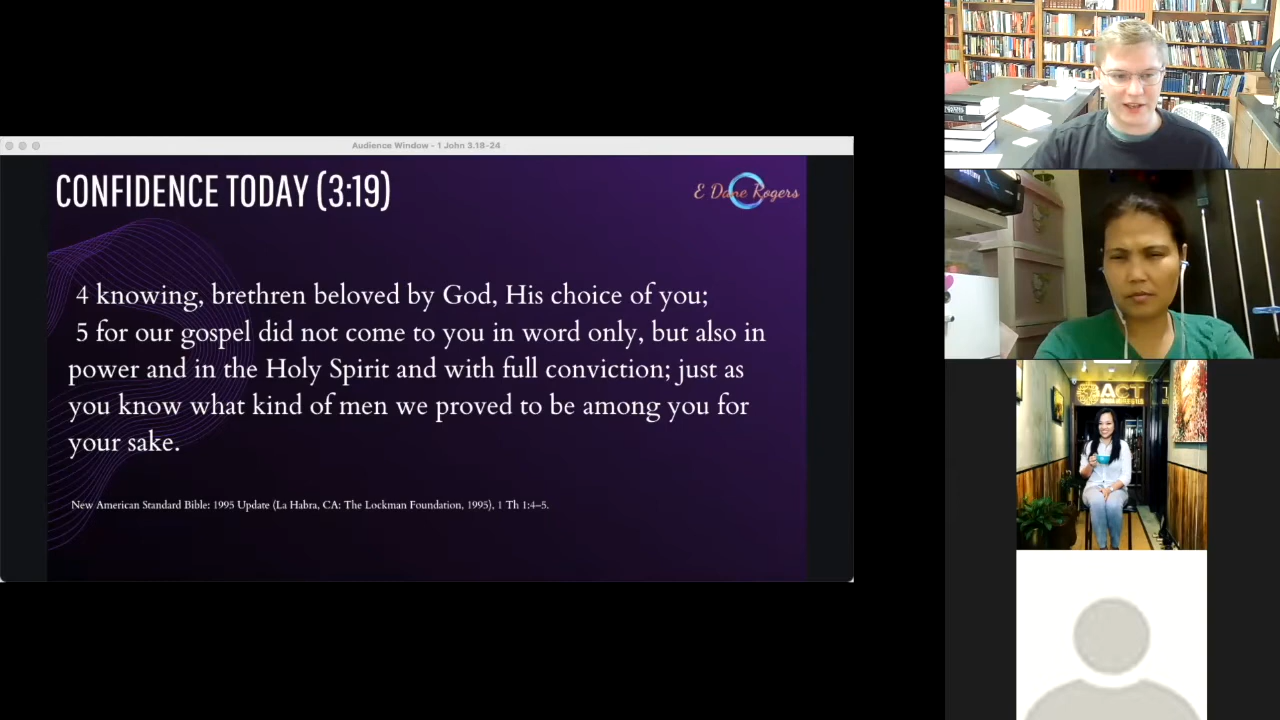 Audience Window - 1 John 3.18-24
CONFIDENCE TODAY (3:19)
E Dane Rogers
4 knowing, brethren beloved by God, His choice of you;
5 for our gospel did not come to you in word only, but also in
power and in the Holy Spirit and with full conviction; just as
you know what kind of men we proved to be among you for
your sake.
New American Standard Bible: 1995 Update (La Habra, CA: The Lockman Foundation, 1995), 1 Th 1:4–5.
ACT